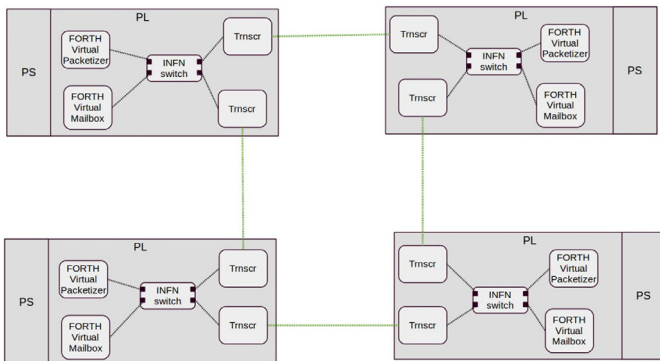 PL
PS
FORTH
Virtual
Packetizer
FORTH
Virtual
Mailbox
INFN
switch
Trnscr
Trnscr
PL
Trnscr
Trnscr
INFN
switch
FORTH
Virtual
Packetizer
FORTH
Virtual
Mailbox
PS
PL
PS
FORTH
Virtual
Packetizer
FORTH
Virtual
Mailbox
INFN
switch
Trnscr
Trnscr
PL
Trnscr
Trnscr
INFN
switch
FORTH
Virtual
Packetizer
FORTH
Virtual
Mailbox
PS